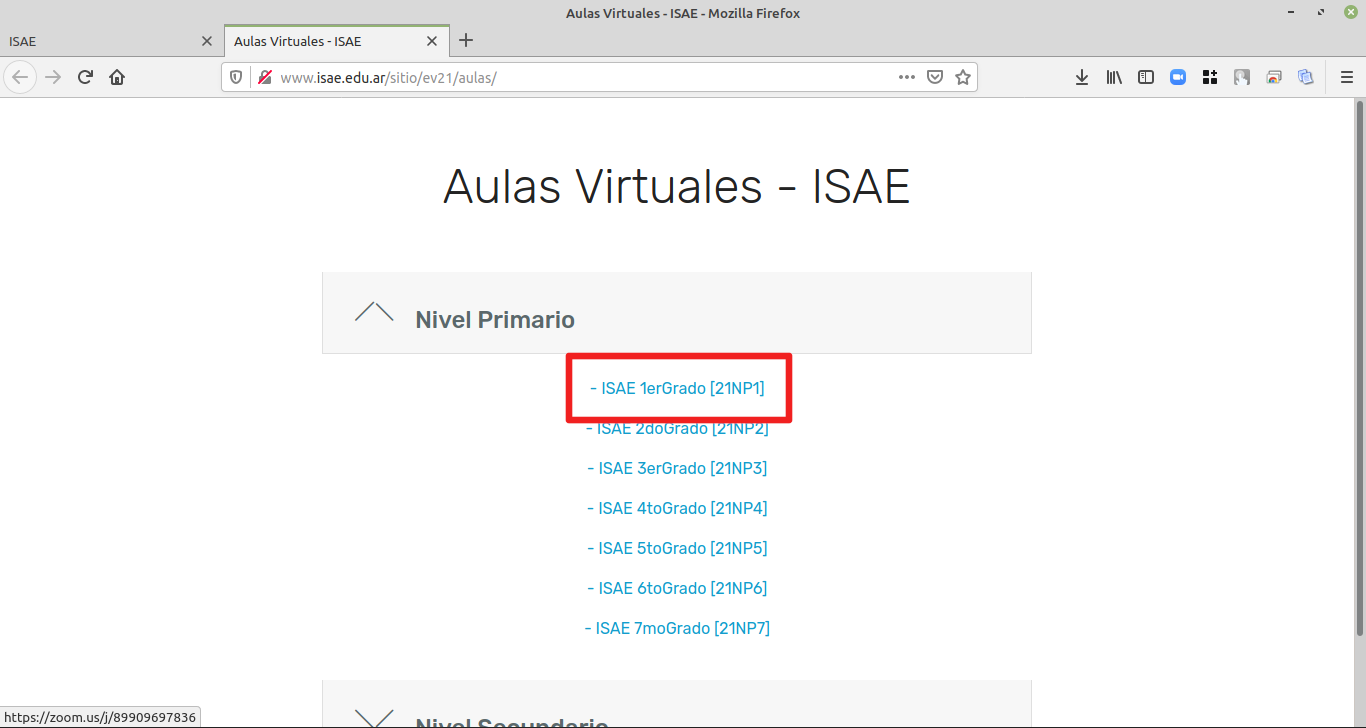 Aulas Virtuales - ISAE - Mozilla Firefox
ISAE
Aulas Virtuales - ISAE
www.isae.edu.ar/sitio/ev21/aulas/
Aulas Virtuales - ISAE
Nivel Primario
- ISAE 1erGrado [21NP1]
- ISAE 2doGrado [21NP2]
- ISAE 3erGrado [21NP3]
- ISAE 4toGrado [21NP4]
- ISAE 5toGrado [21NP5]
- ISAE 6toGrado [21NP6]
- ISAE 7moGrado [21NP7]
Nivel Secundario
https://zoom.us/j/89909697836